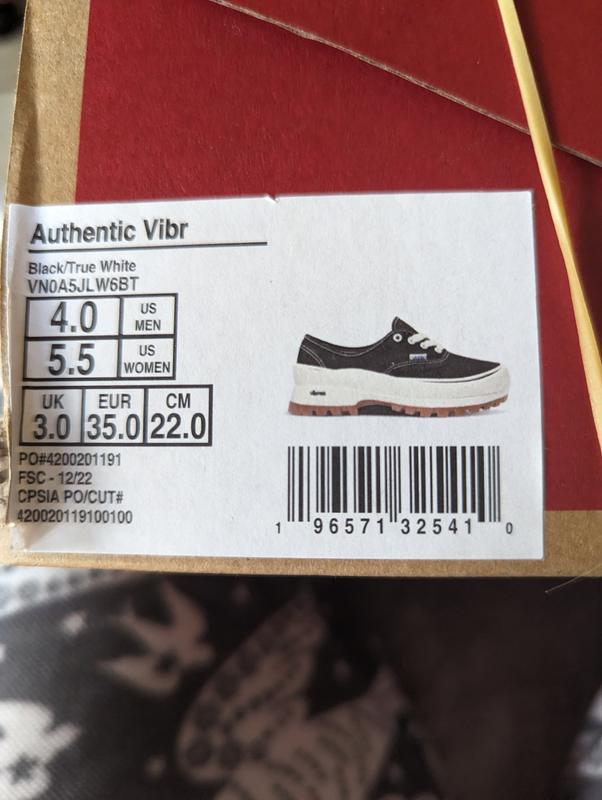 Authentic Vibr
Black/True White
VN0A5JLW6BT
4.0 US MEN
5.5 US WOMEN
UK EUR CM
3.0 35.0 22.0
PO#4200201191
FSC - 12/22
CPSIA PO/CUT#
420020119100100
1 96571 32541 0